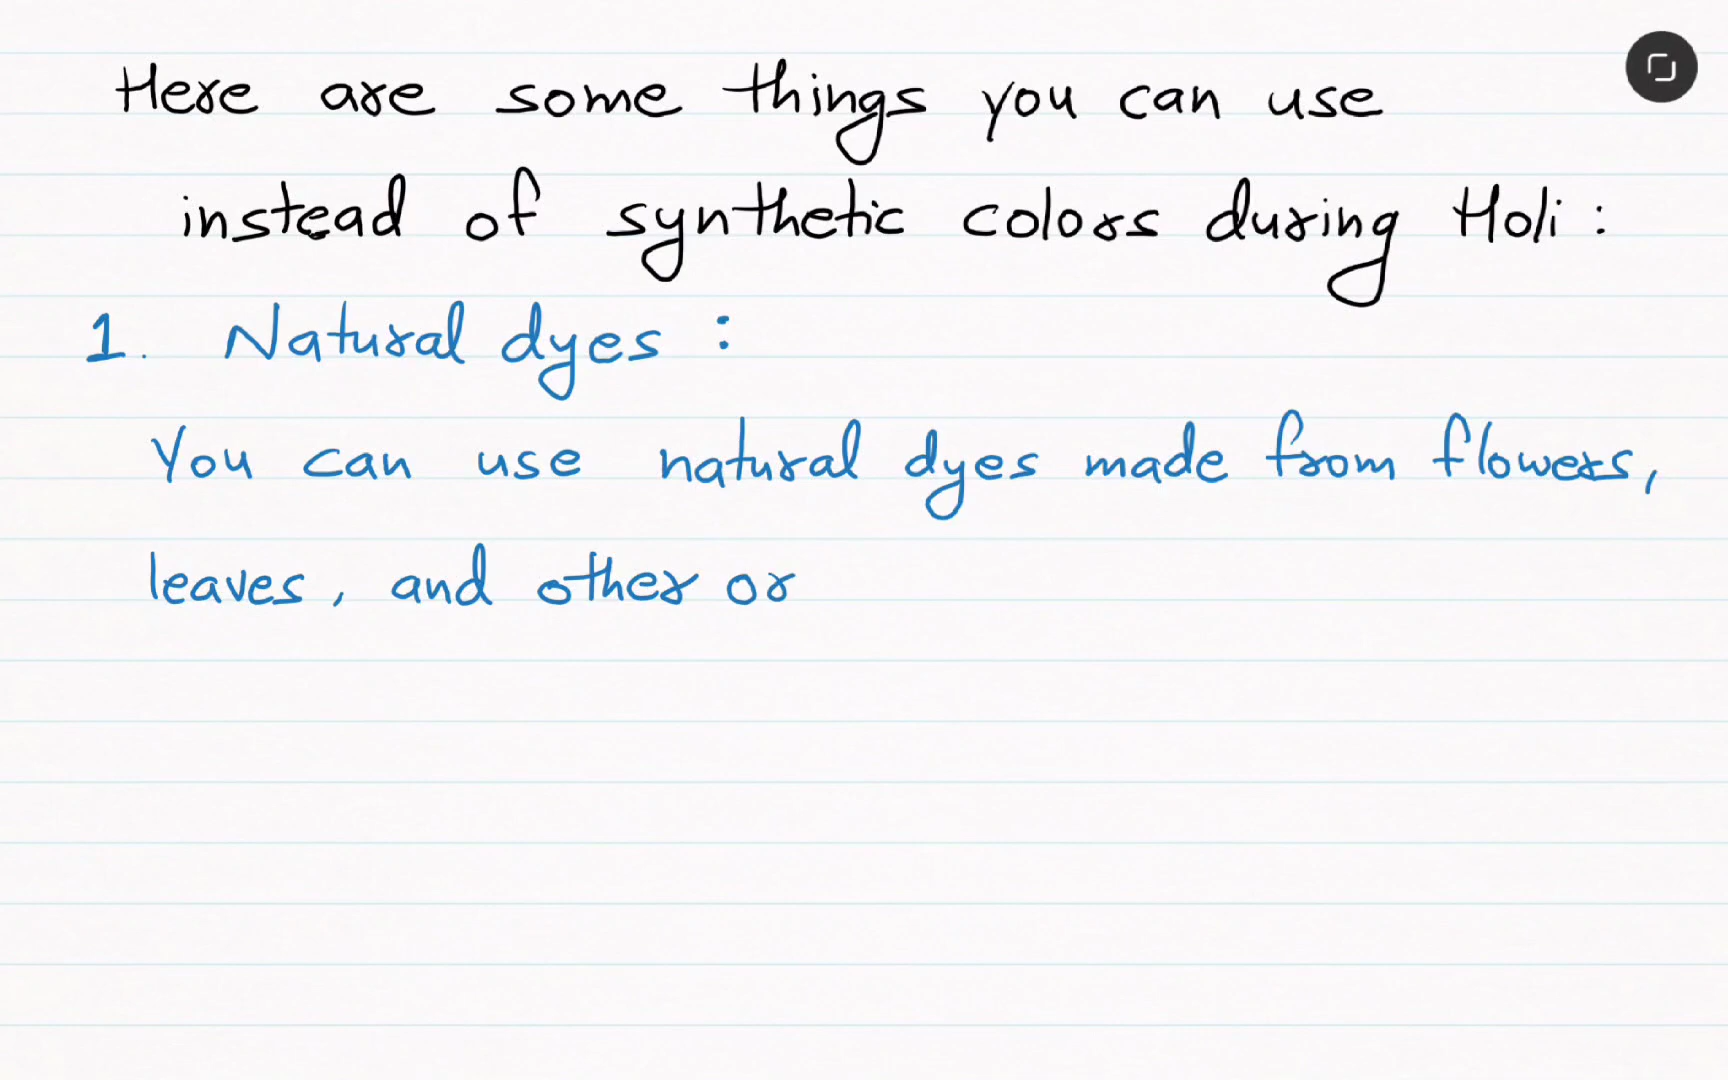 Here are some things you can use
instead of synthetic colors during Holi :
1. Natural dyes :
You can use natural dyes made from flowers,
leaves, and other or